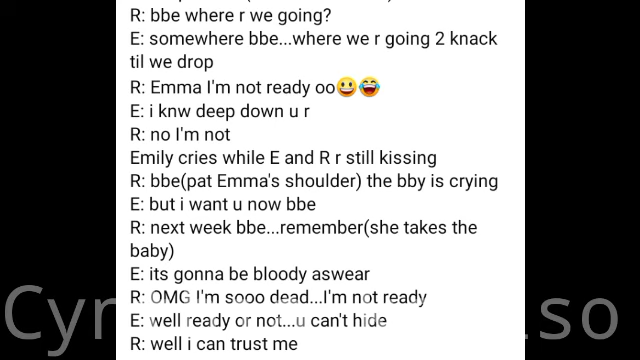 R: bbe where r we going?
E: somewhere bbe...where we r going 2 knack
til we drop
R: Emma I'm not ready oo😃😂
E: i knw deep down u r
R: no I'm not
Emily cries while E and R r still kissing
R: bbe(pat Emma's shoulder) the bby is crying
E: but i want u now bbe
R: next week bbe...remember(she takes the
baby)
E: its gonna be bloody aswear
R: OMG I'm sooo dead...I'm not ready
E: well ready or not...u can't hide
R: well i can trust me